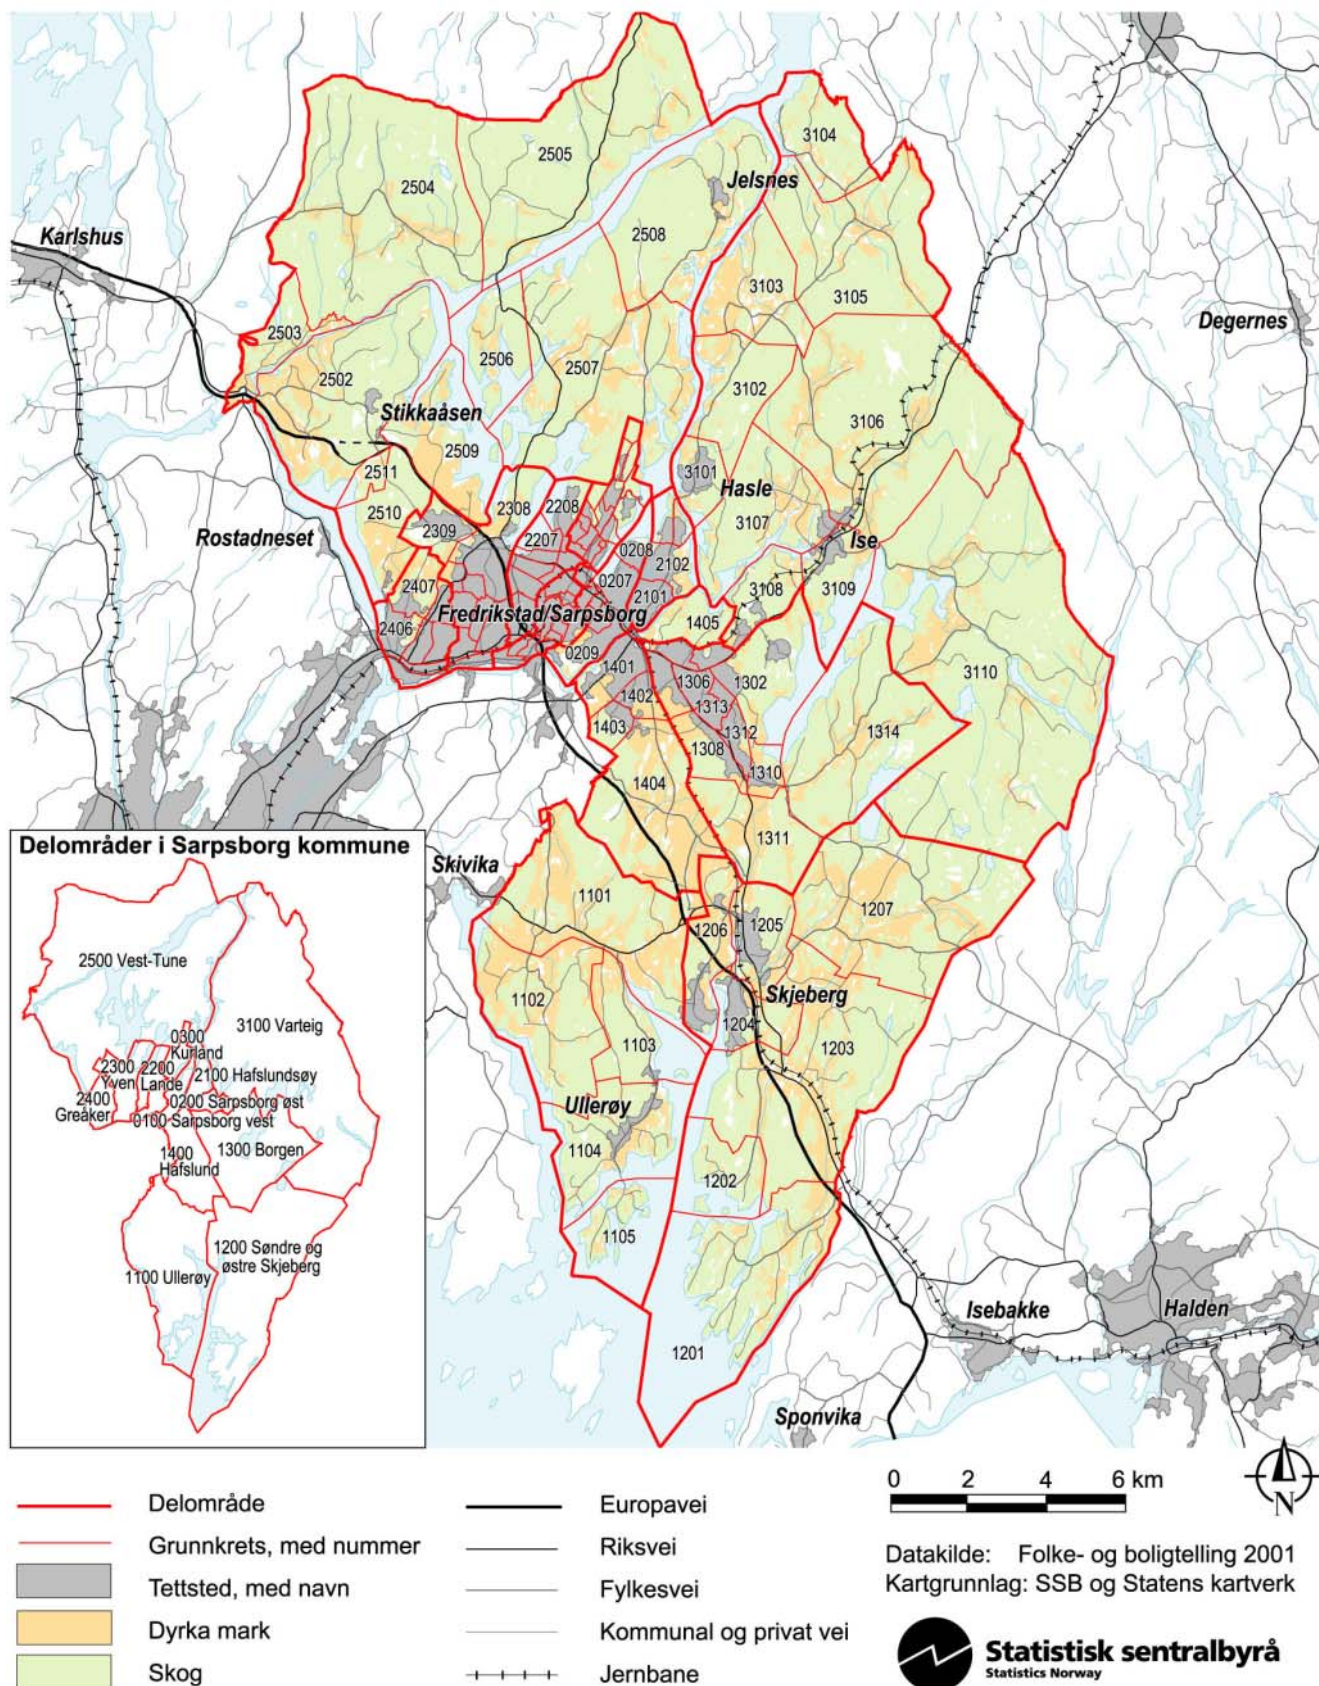 3104
2505
Jelsnes
2504
2508
Karlshus
3103
3105
Degernes
2503
2506
2507
2502
3102
Stikkaåsen
3106
2509
2511
3101
Hasle
2510
2308
2208
3107
2309
Rostadneset
2207
0208
Ise
2102
0207
2407
3108
3109
2101
Fredrikstad/Sarpsborg
1405
2406
0209
1401
3110
1306
1302
1402
1313
1403
1312
1314
1308
1310
1404
1311
Delområder i Sarpsborg kommune
Skivika
1101
1207
1205
1206
2500 Vest-Tune
1102
Skjeberg
1204
3100 Varteig
0300
Kurland
1103
1203
2300
Yven
2200
Lande
2100 Hafslundsøy
2400
Greåker
0200 Sarpsborg øst
0100 Sarpsborg vest
Ullerøy
1400
Hafslund
1300 Borgen
1104
1202
1105
1200 Søndre og
østre Skjeberg
1100 Ullerøy
Isebakke
Halden
1201
Sponvika
0 2 4 6 km
N
Delområde
Grunnkrets, med nummer
Tettsted, med navn
Dyrka mark
Skog
Europavei
Riksvei
Fylkesvei
Kommunal og privat vei
Jernbane
Datakilde: Folke- og boligtelling 2001
Kartgrunnlag: SSB og Statens kartverk
Statistisk sentralbyrå
Statistics Norway